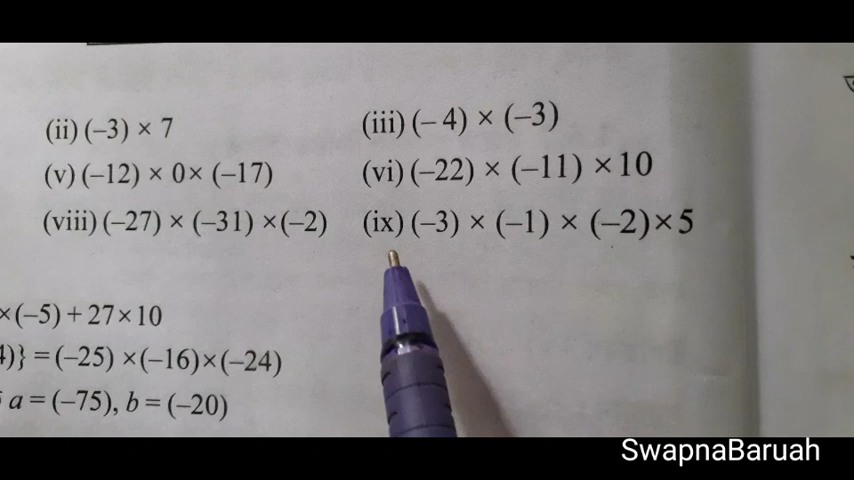 (ii) (–3) × 7 (iii) (– 4) × (–3)
(v) (–12) × 0× (–17) (vi) (–22) × (–11) ×10
(viii) (–27) × (–31) ×(–2) (ix) (–3) × (–1) × (–2)×5
×(–5) + 27×10
4)} = (–25) ×(–16)×(–24)
a = (–75), b = (–20)
SwapnaBaruah